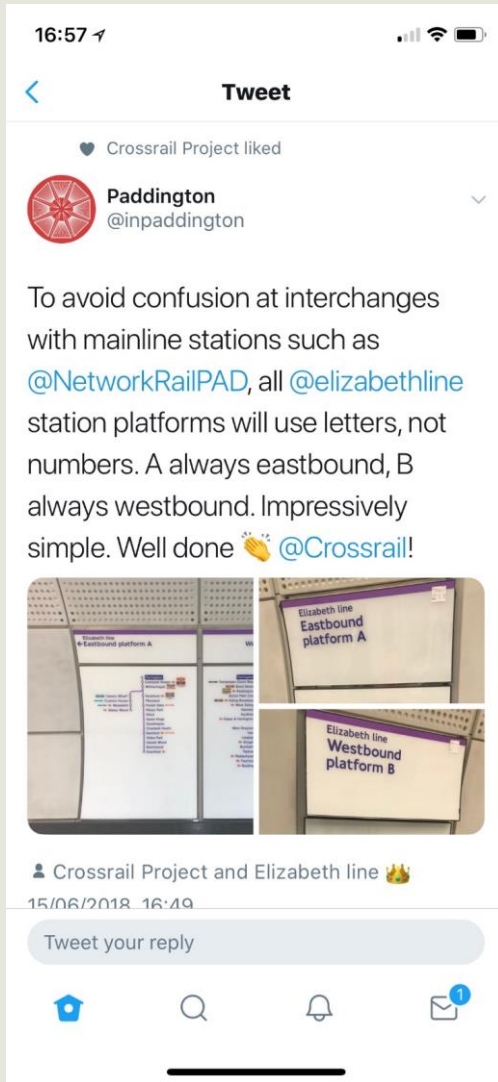 16:57
Tweet
Crossrail Project liked
Paddington
@inpaddington
To avoid confusion at interchanges
with mainline stations such as
@NetworkRailPAD, all @elizabethline
station platforms will use letters, not
numbers. A always eastbound, B
always westbound. Impressively
simple. Well done 👏 @Crossrail!
Elizabeth line
←Eastbound platform A
Elizabeth line
Eastbound
platform A
Elizabeth line
Westbound
platform B
Crossrail Project and Elizabeth line 👑
15/06/2018 16:49
Tweet your reply
1